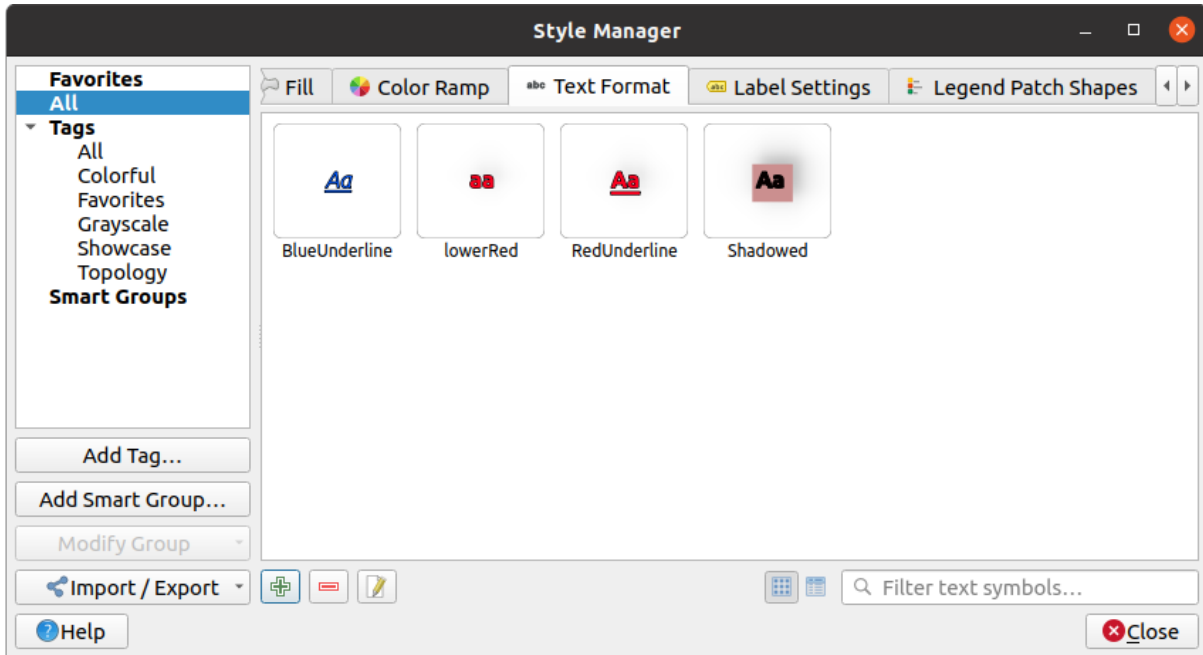 Style Manager
Favorites
All
Tags
All
Colorful
Favorites
Grayscale
Showcase
Topology
Smart Groups
Add Tag...
Add Smart Group...
Modify Group
Import / Export
Help
Fill
Color Ramp
abc Text Format
abc Label Settings
Legend Patch Shapes
Aa
aa
Aa
Aa
BlueUnderline
lowerRed
RedUnderline
Shadowed
Filter text symbols...
Close